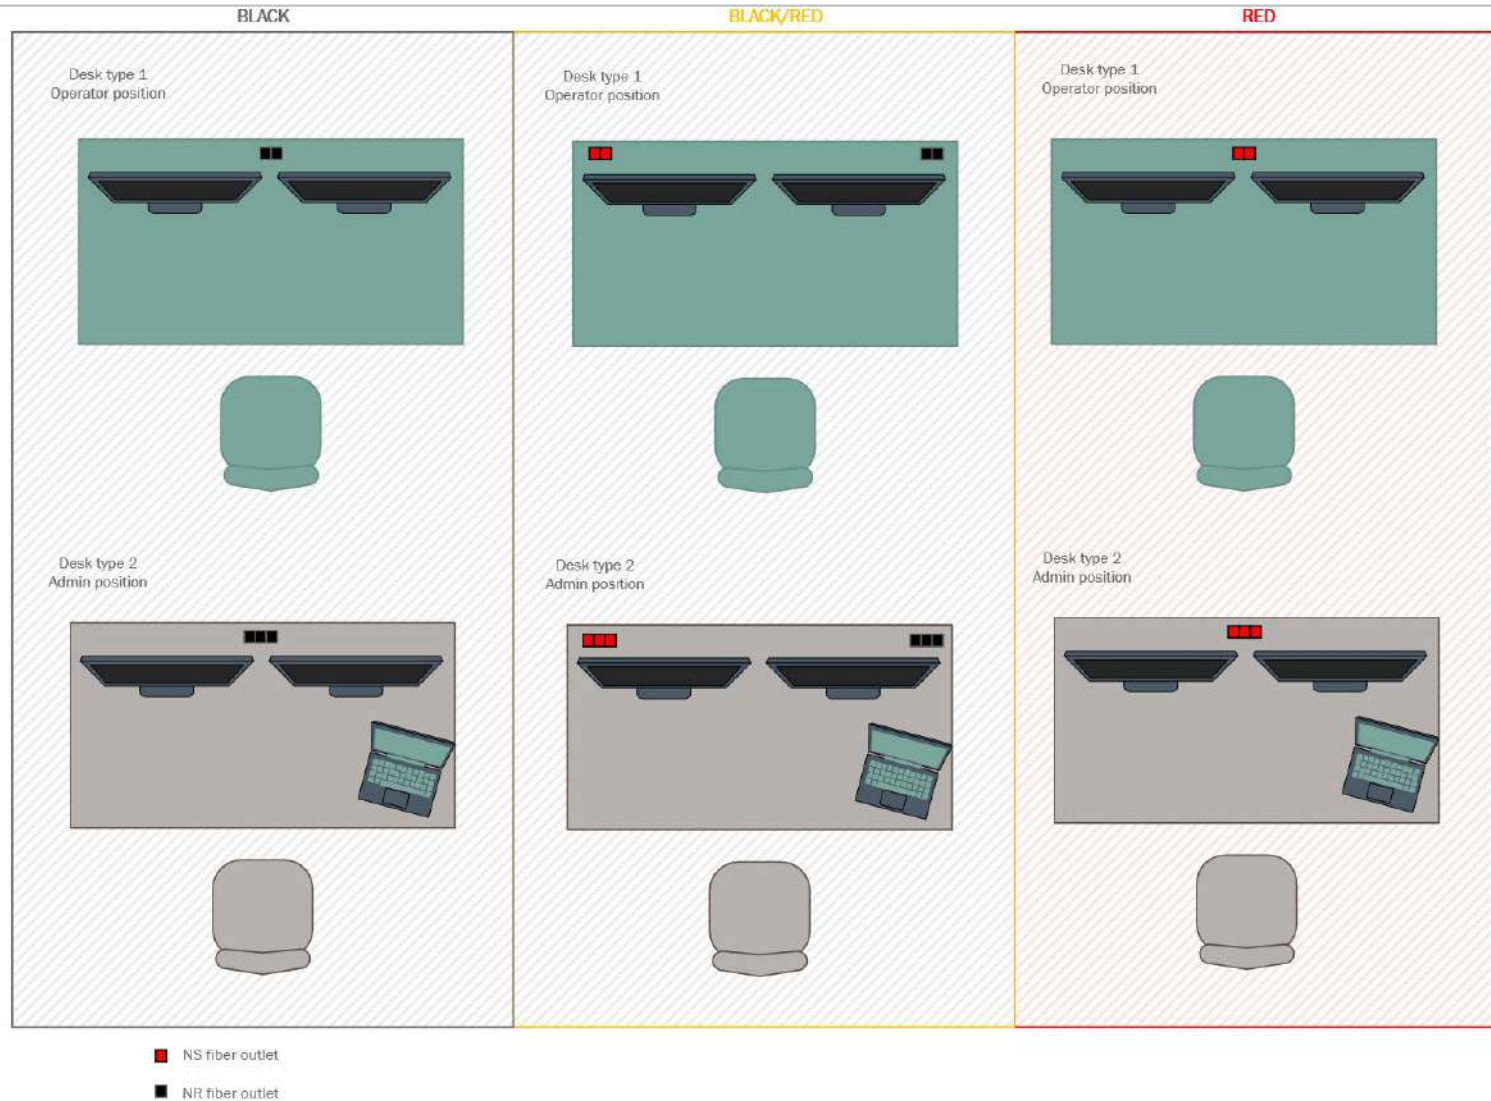 BLACK
BLACK/RED
RED
Desk type 1
Operator position
Desk type 1
Operator position
Desk type 1
Operator position
Desk type 2
Admin position
Desk type 2
Admin position
Desk type 2
Admin position
NS fiber outlet
NR fiber outlet